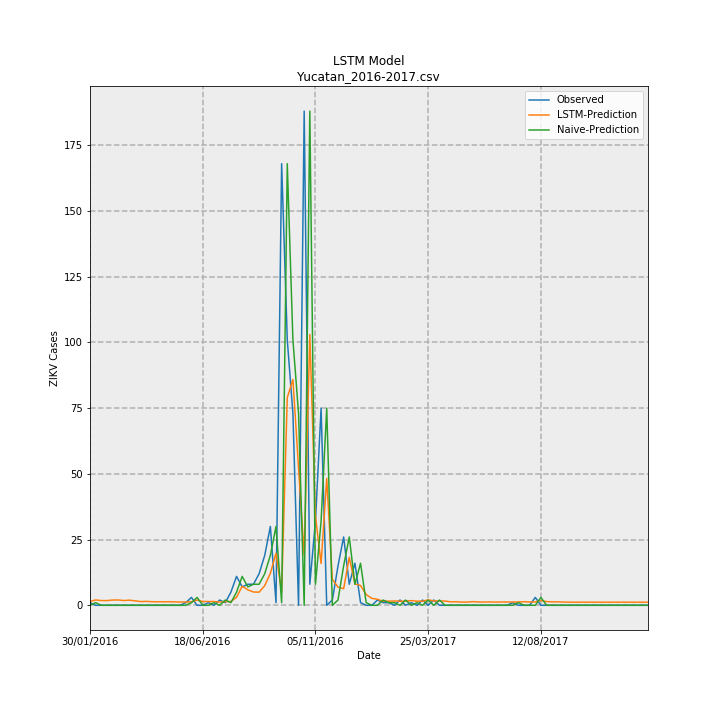 LSTM Model
Yucatan_2016-2017.csv
Observed
LSTM-Prediction
Naive-Prediction
175
150
125
100
75
50
25
0
ZIKV Cases
30/01/2016
18/06/2016
05/11/2016
25/03/2017
12/08/2017
Date